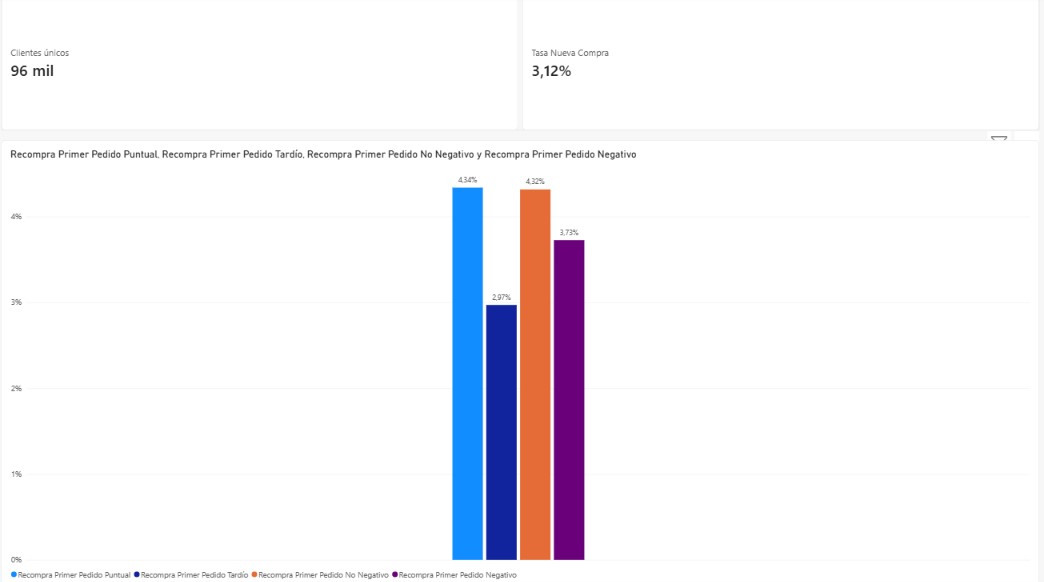 Clientes únicos
96 mil
Tasa Nueva Compra
3,12%
Recompra Primer Pedido Puntual, Recompra Primer Pedido Tardío, Recompra Primer Pedido No Negativo y Recompra Primer Pedido Negativo
4,34%
4,32%
3,73%
2,97%
4%
3%
2%
1%
0%
Recompra Primer Pedido Puntual Recompra Primer Pedido Tardío Recompra Primer Pedido No Negativo Recompra Primer Pedido Negativo